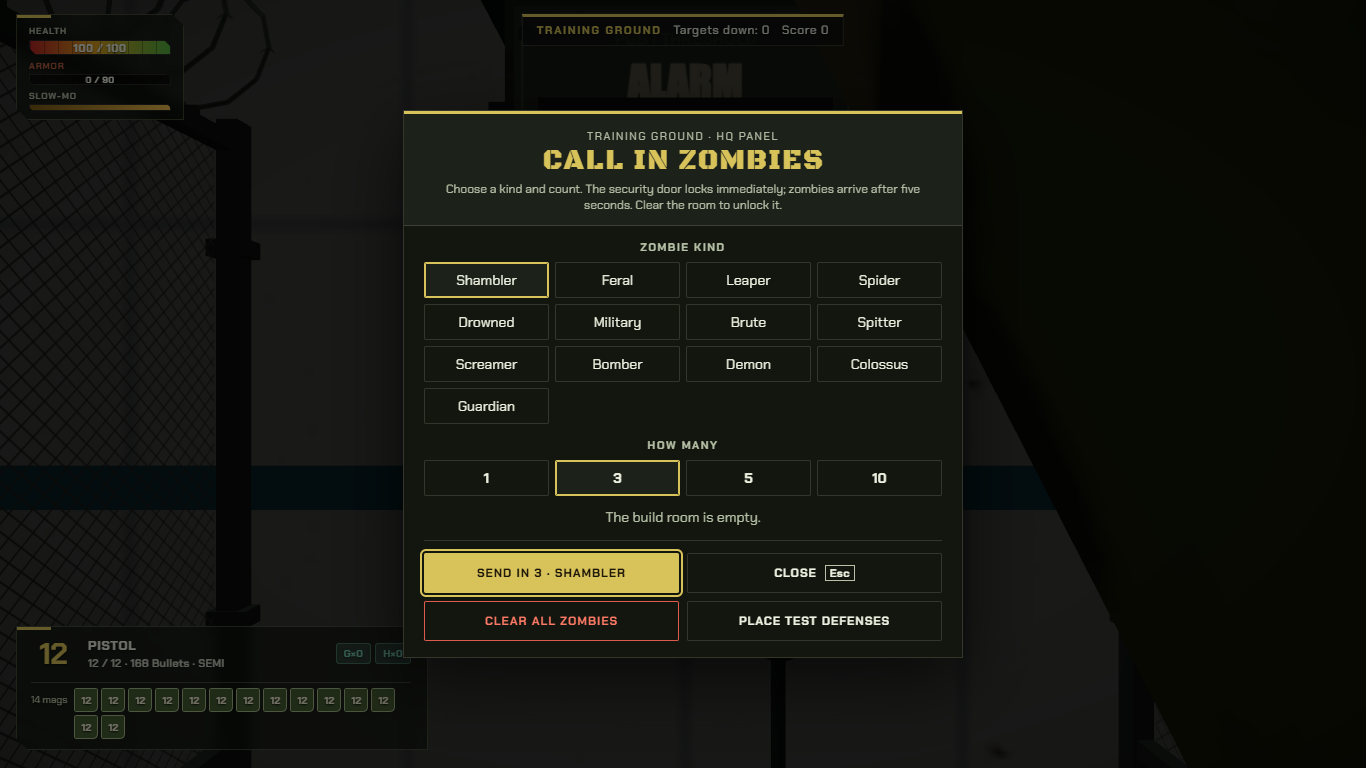 HEALTH
100 / 100
ARMOR
0 / 90
SLOW-MO
TRAINING GROUND Targets down: 0 Score 0
ALARM
TRAINING GROUND · HQ PANEL
CALL IN ZOMBIES
Choose a kind and count. The security door locks immediately; zombies arrive after five
seconds. Clear the room to unlock it.
ZOMBIE KIND
Shambler Feral Leaper Spider
Drowned Military Brute Spitter
Screamer Bomber Demon Colossus
Guardian
HOW MANY
1 3 5 10
The build room is empty.
SEND IN 3 · SHAMBLER CLOSE Esc
CLEAR ALL ZOMBIES PLACE TEST DEFENSES
12 PISTOL
12 / 12 · 168 Bullets · SEMI
G×0 H×0
14 mags 12 12 12 12 12 12 12 12 12 12 12 12
12 12